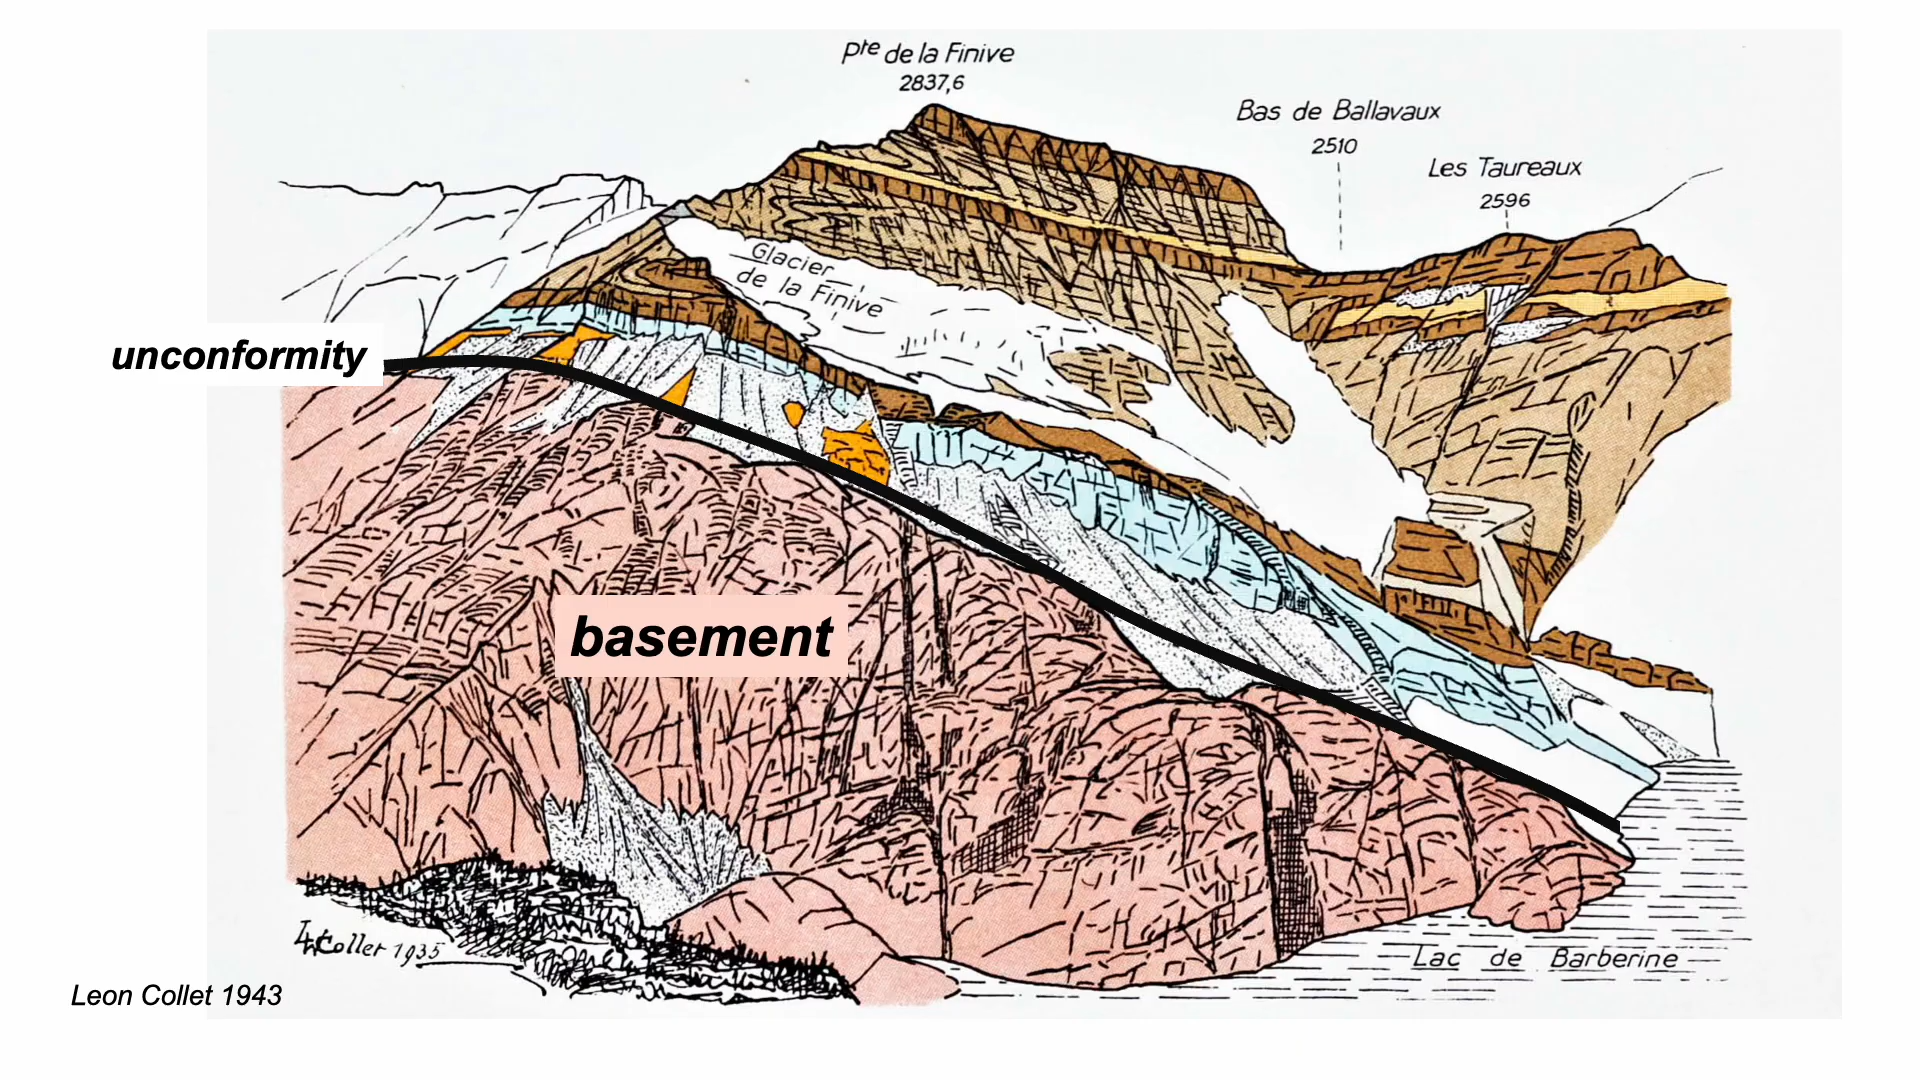 Pte de la Finive
2837,6
Bas de Ballavaux
2510
Les Taureaux
2596
Glacier
de la Finive
unconformity
basement
Collet 1935
Lac de Barberine
Leon Collet 1943